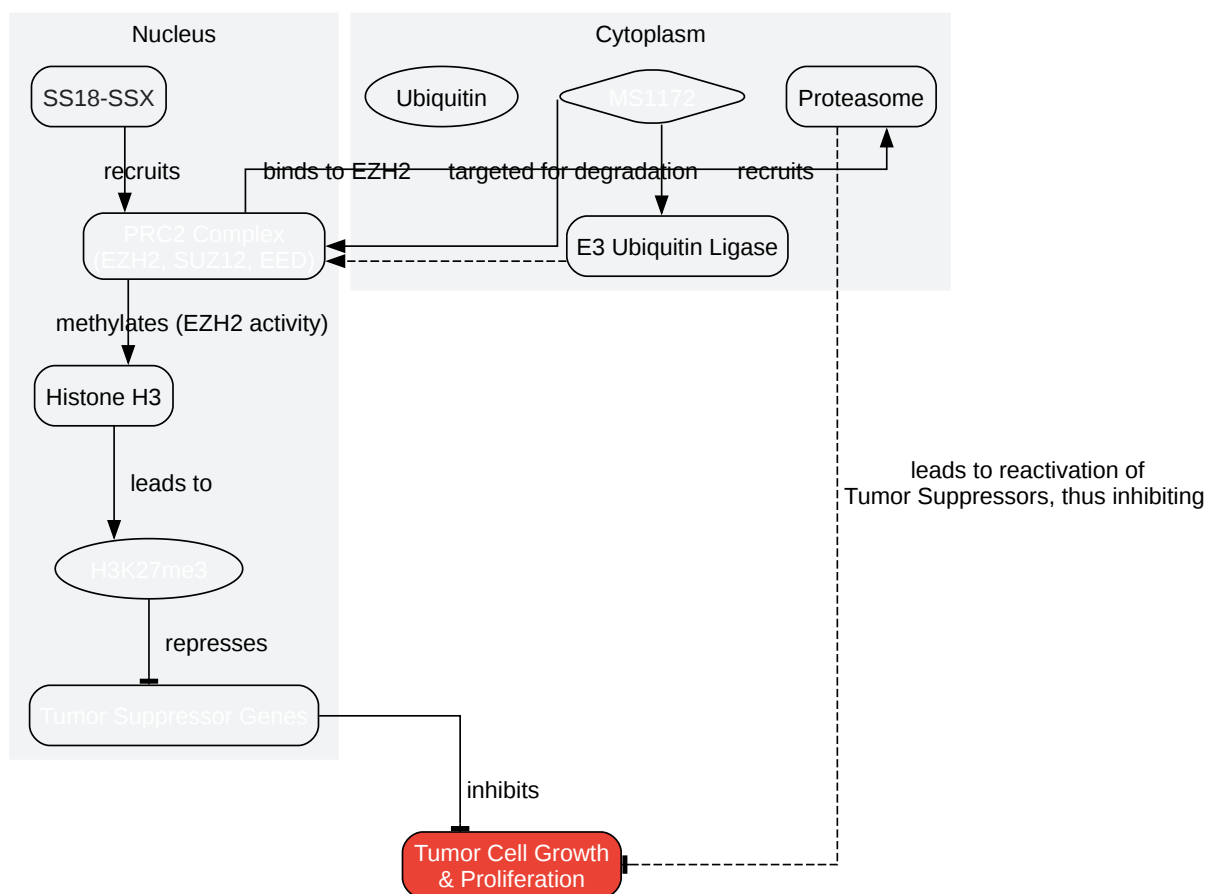 Nucleus
Cytoplasm
SS18-SSX
Ubiquitin
MS1172
Proteasome
recruits
binds to EZH2
targeted for degradation
recruits
PRC2 Complex
(EZH2, SUZ12, EED)
E3 Ubiquitin Ligase
methylates (EZH2 activity)
Histone H3
leads to
leads to reactivation of
Tumor Suppressors, thus inhibiting
H3K27me3
represses
Tumor Suppressor Genes
inhibits
Tumor Cell Growth
& Proliferation